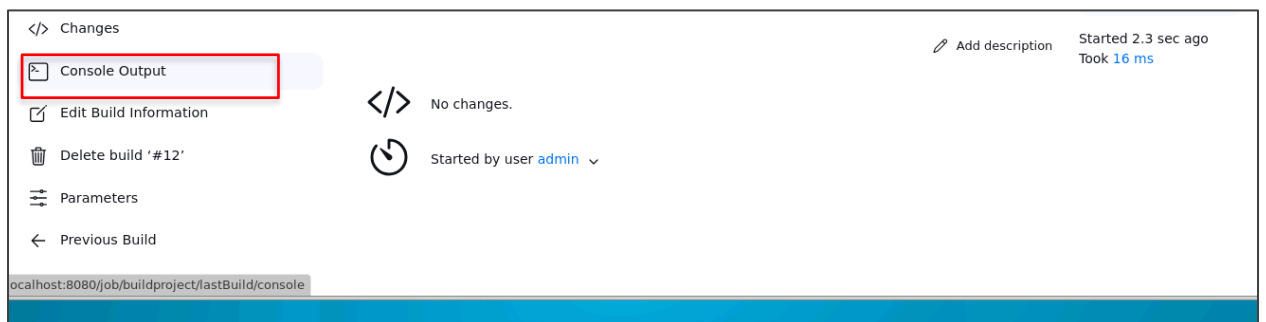 Changes
Console Output
Edit Build Information
Delete build ‘#12’
Parameters
Previous Build
Add description
Started 2.3 sec ago
Took 16 ms
No changes.
Started by user admin
ocalhost:8080/job/buildproject/lastBuild/console